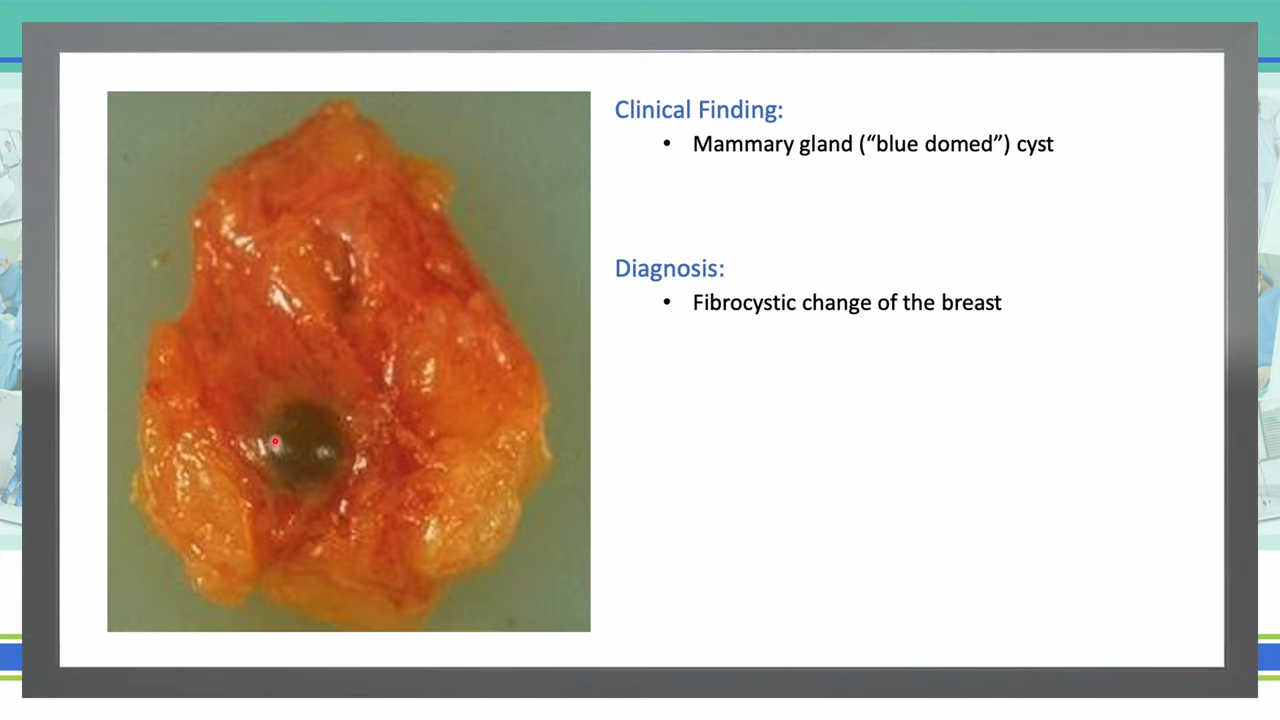 Clinical Finding:
• Mammary gland (“blue domed”) cyst
Diagnosis:
• Fibrocystic change of the breast